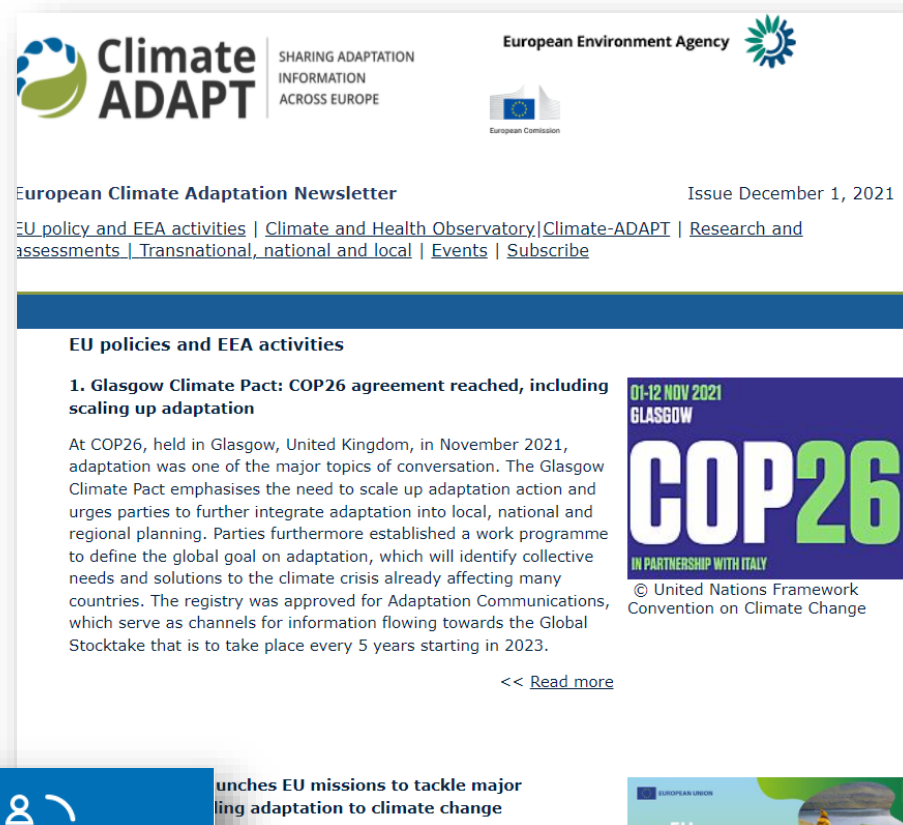 Climate
ADAPT
SHARING ADAPTATION
INFORMATION
ACROSS EUROPE
European Environment Agency
European Comission
European Climate Adaptation Newsletter
Issue December 1, 2021
EU policy and EEA activities | Climate and Health Observatory|Climate-ADAPT | Research and
assessments | Transnational, national and local | Events | Subscribe
EU policies and EEA activities
1. Glasgow Climate Pact: COP26 agreement reached, including
scaling up adaptation
At COP26, held in Glasgow, United Kingdom, in November 2021,
adaptation was one of the major topics of conversation. The Glasgow
Climate Pact emphasises the need to scale up adaptation action and
urges parties to further integrate adaptation into local, national and
regional planning. Parties furthermore established a work programme
to define the global goal on adaptation, which will identify collective
needs and solutions to the climate crisis already affecting many
countries. The registry was approved for Adaptation Communications,
which serve as channels for information flowing towards the Global
Stocktake that is to take place every 5 years starting in 2023.
<< Read more
01-12 NOV 2021
GLASGOW
COP26
IN PARTNERSHIP WITH ITALY
© United Nations Framework
Convention on Climate Change
unches EU missions to tackle major
adaptation to climate change
EUROPEAN UNION